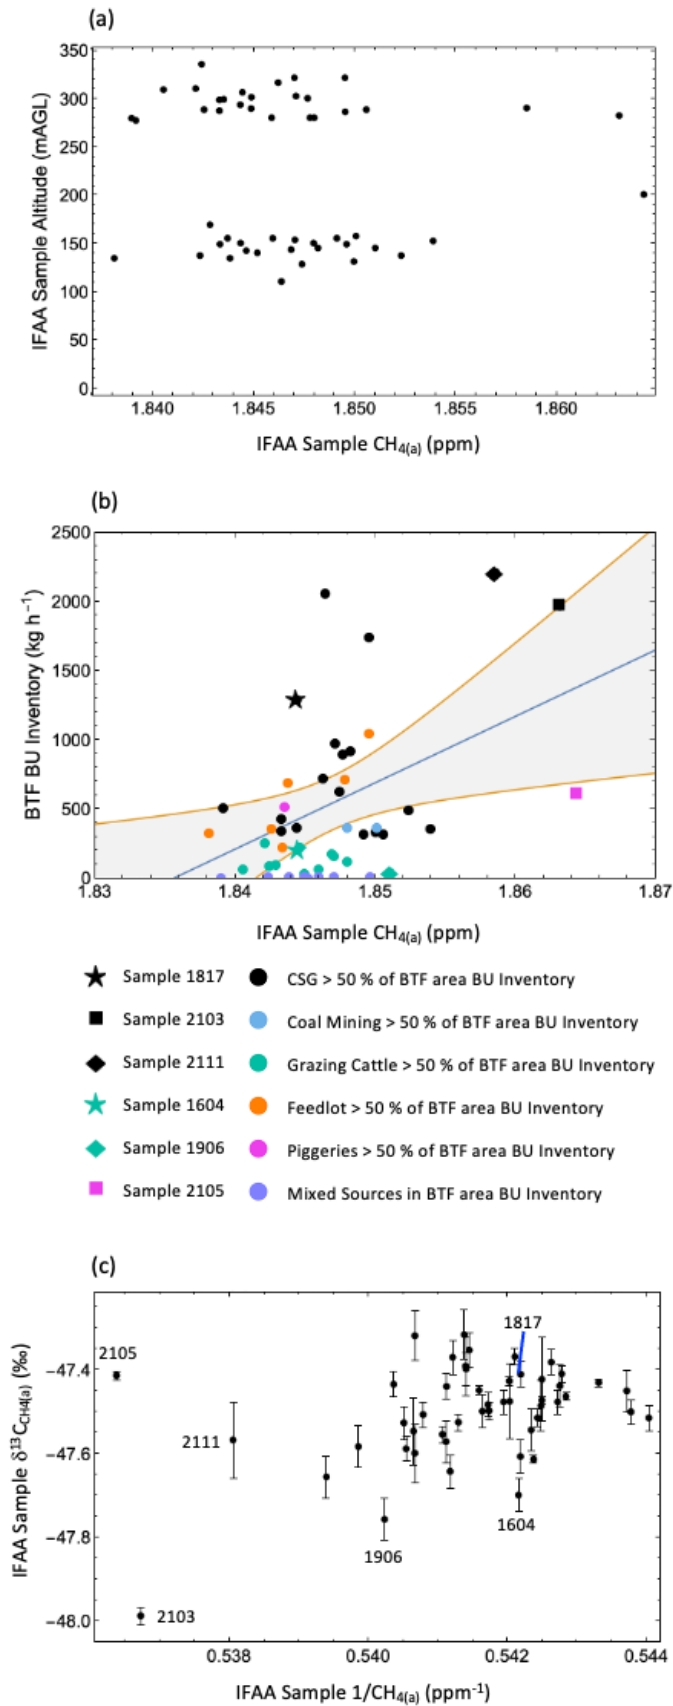 (a)
350
300
250
200
150
100
50
0
IFAA Sample Altitude (mAGL)
1.840 1.845 1.850 1.855 1.860
IFAA Sample CH4(a) (ppm)
(b)
2500
2000
1500
1000
500
0
BTF BU Inventory (kg h⁻¹)
1.83 1.84 1.85 1.86 1.87
IFAA Sample CH4(a) (ppm)
Sample 1817 CSG > 50 % of BTF area BU Inventory
Sample 2103 Coal Mining > 50 % of BTF area BU Inventory
Sample 2111 Grazing Cattle > 50 % of BTF area BU Inventory
Sample 1604 Feedlot > 50 % of BTF area BU Inventory
Sample 1906 Piggeries > 50 % of BTF area BU Inventory
Sample 2105 Mixed Sources in BTF area BU Inventory
(c)
1817
2105
−47.4
2111
−47.6
1604
−47.8
1906
2103
−48.0
IFAA Sample δ¹³CCH4(a) (‰)
0.538 0.540 0.542 0.544
IFAA Sample 1/CH4(a) (ppm⁻¹)